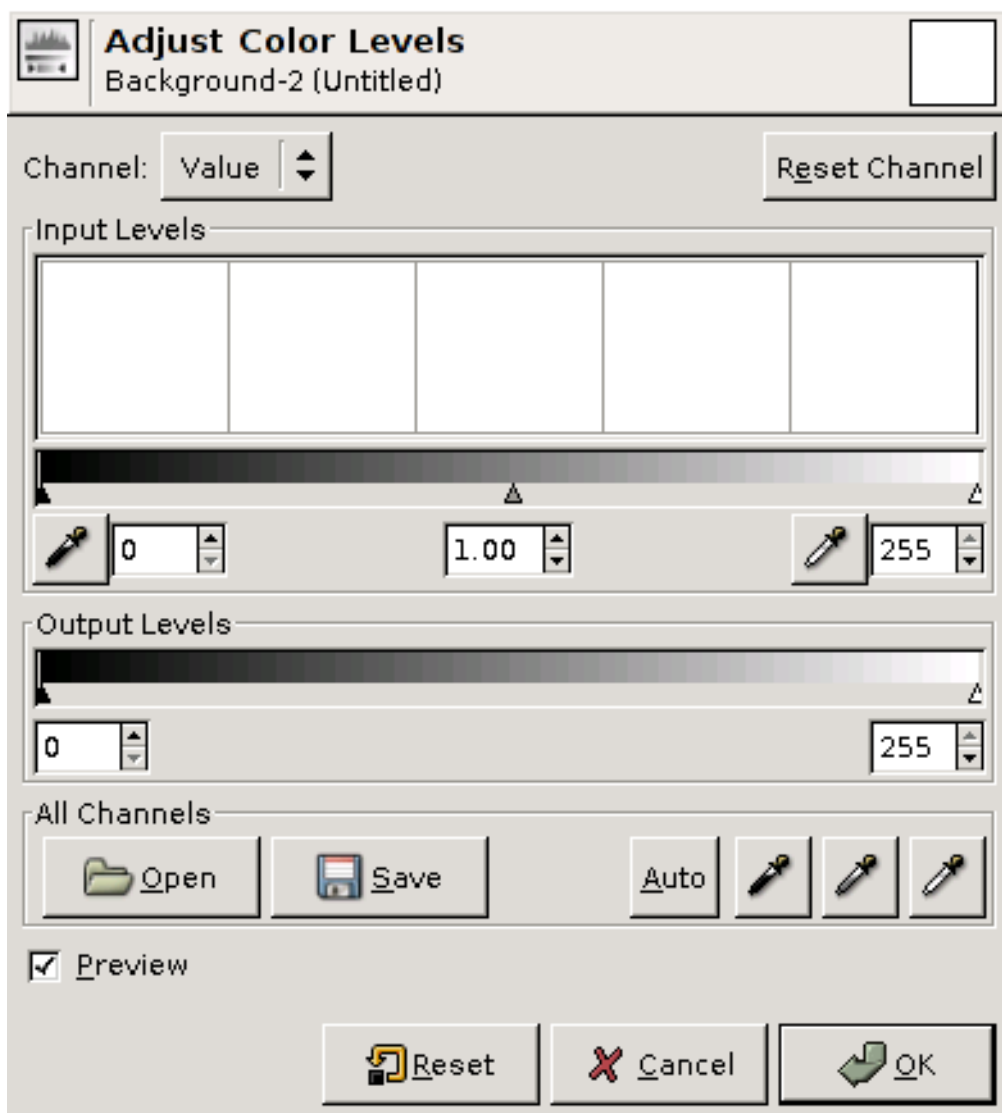 Adjust Color Levels
Background-2 (Untitled)
Channel: Value Reset Channel
Input Levels
0 1.00 255
Output Levels
0 255
All Channels
Open Save Auto
Preview
Reset Cancel OK